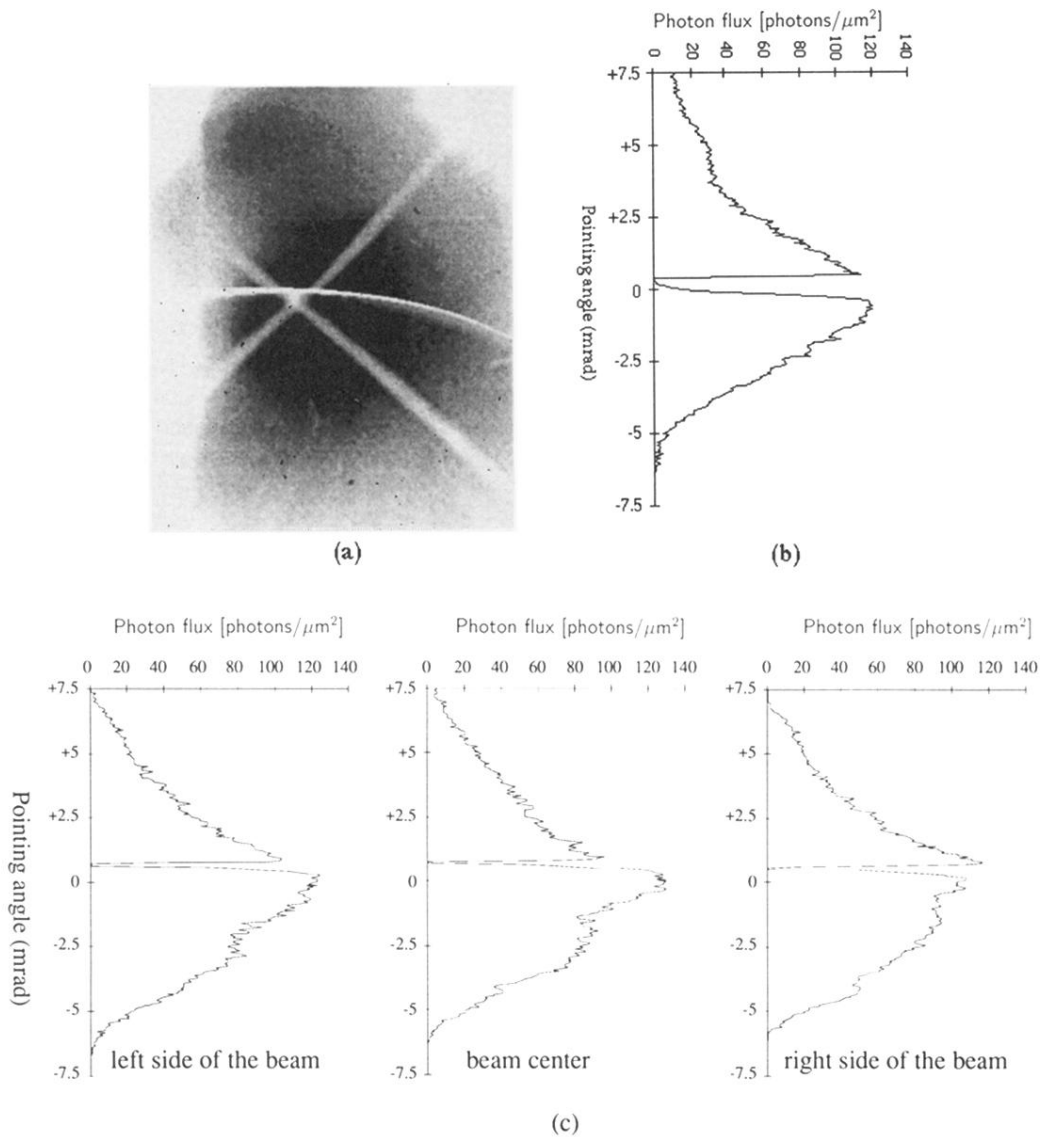 Photon flux [photons/μm²]
0 20 40 60 80 100 120 140
+7.5
+5
+2.5
0
-2.5
-5
-7.5
Pointing angle (mrad)
(a)
(b)
Photon flux [photons/μm²]
Photon flux [photons/μm²]
Photon flux [photons/μm²]
0 20 40 60 80 100 120 140
0 20 40 60 80 100 120 140
0 20 40 60 80 100 120 140
+7.5
+5
+2.5
0
-2.5
-5
-7.5
+7.5
+5
+2.5
0
-2.5
-5
-7.5
+7.5
+5
+2.5
0
-2.5
-5
-7.5
Pointing angle (mrad)
left side of the beam
beam center
right side of the beam
(c)